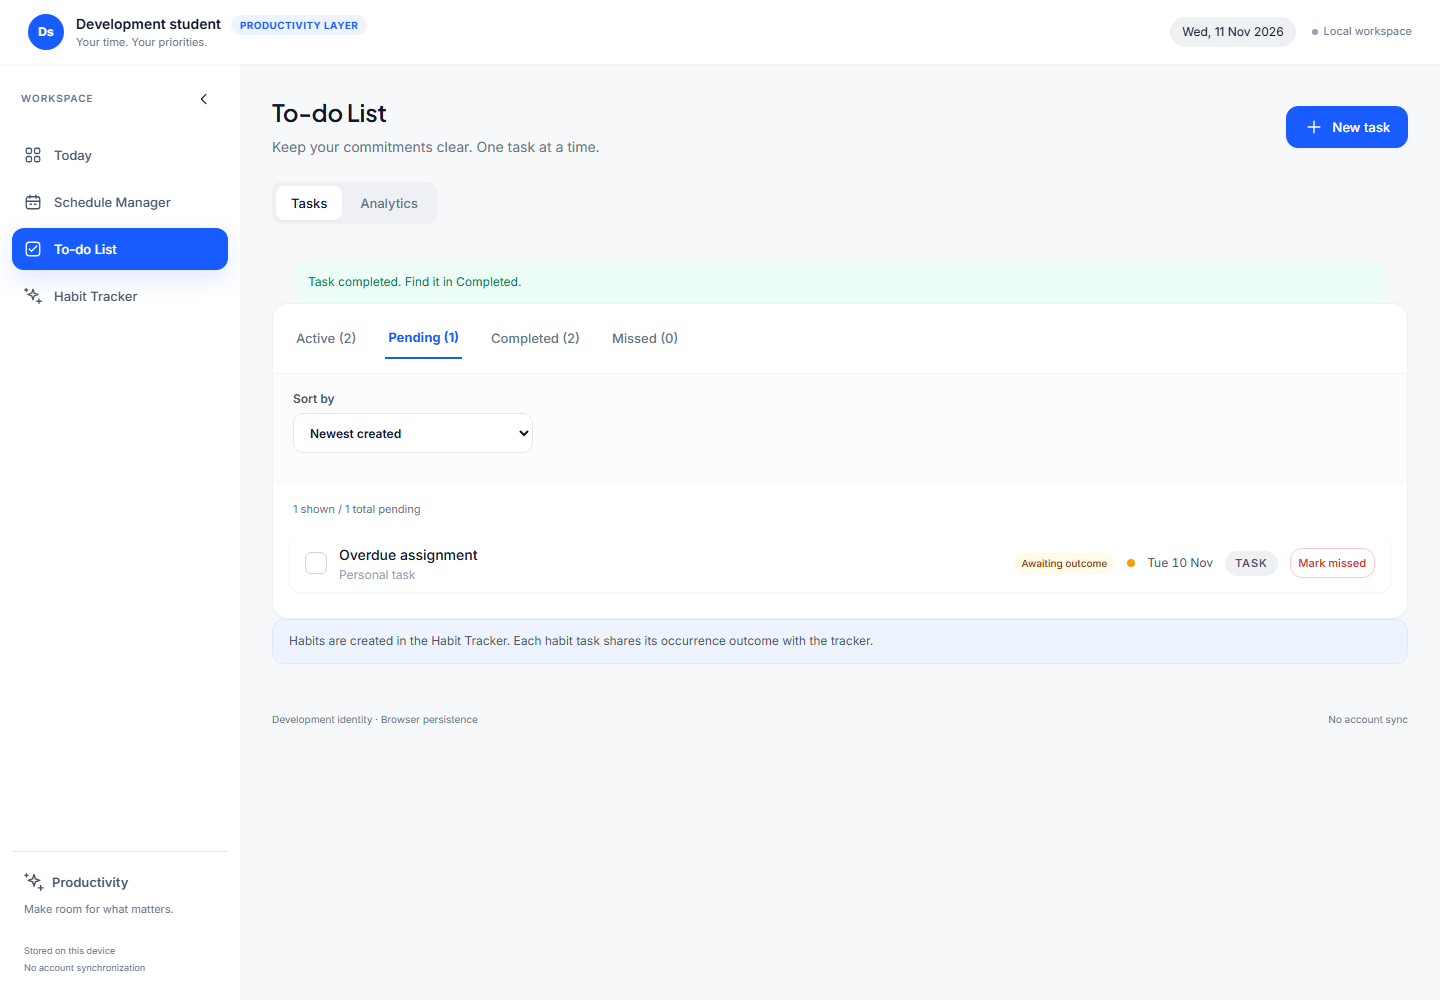 Ds
Development student
PRODUCTIVITY LAYER
Your time. Your priorities.
Wed, 11 Nov 2026
Local workspace
WORKSPACE
Today
Schedule Manager
To-do List
Habit Tracker
To-do List
Keep your commitments clear. One task at a time.
New task
Tasks
Analytics
Task completed. Find it in Completed.
Active (2)
Pending (1)
Completed (2)
Missed (0)
Sort by
Newest created
1 shown / 1 total pending
Overdue assignment
Personal task
Awaiting outcome
Tue 10 Nov
TASK
Mark missed
Habits are created in the Habit Tracker. Each habit task shares its occurrence outcome with the tracker.
Development identity · Browser persistence
No account sync
Productivity
Make room for what matters.
Stored on this device
No account synchronization